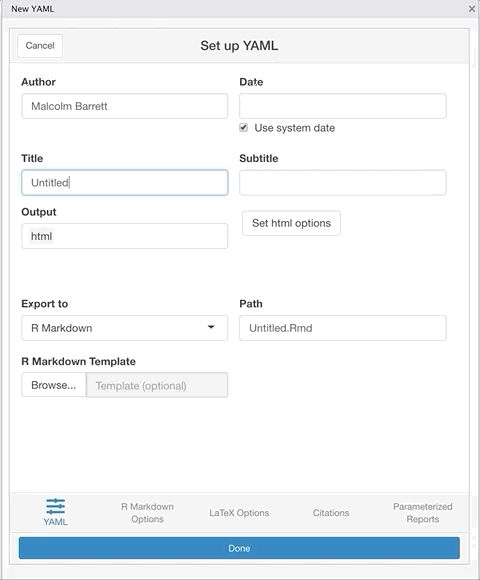 New YAML
Cancel
Set up YAML
Author
Date
Malcolm Barrett
Use system date
Title
Subtitle
Untitled
Output
html
Set html options
Export to
Path
R Markdown
Untitled.Rmd
R Markdown Template
Browse...
Template (optional)
YAML
R Markdown
Options
LaTeX Options
Citations
Parameterized
Reports
Done